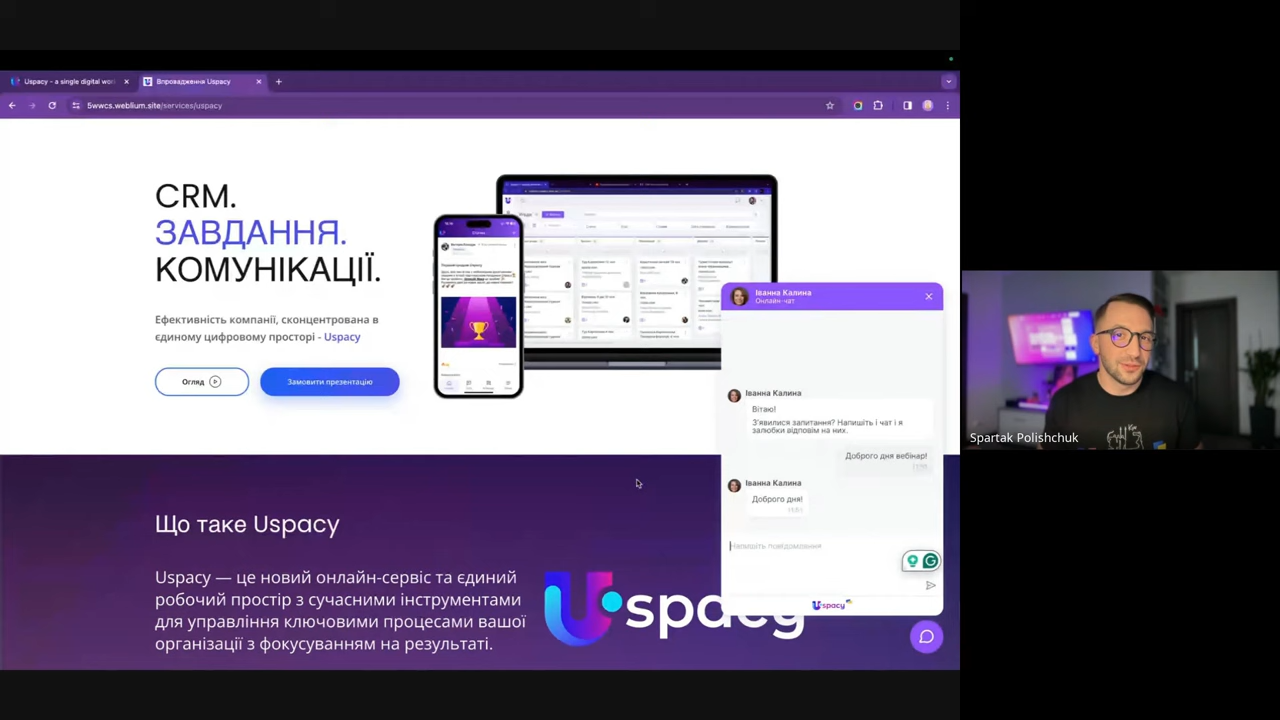 Uspacy - a single digital wor
Впровадження Uspacy
5wwcs.weblium.site/services/uspacy
CRM.
ЗАВДАННЯ.
КОМУНІКАЦІЇ.
Ефективність компанії, сконцентрована в
єдиному цифровому просторі - Uspacy
Огляд
Замовити презентацію
Іванна Калина
Онлайн-чат
Іванна Калина
Вітаю!
З'явилися запитання? Напишіть і чат і я
залюбки відповім на них.
Доброго дня вебінар!
Іванна Калина
Доброго дня!
Напишіть повідомлення
Uspacy
Що таке Uspacy
Uspacy — це новий онлайн-сервіс та єдиний
робочий простір з сучасними інструментами
для управління ключовими процесами вашої
організації з фокусуванням на результаті.
Uspacy
Spartak Polishchuk